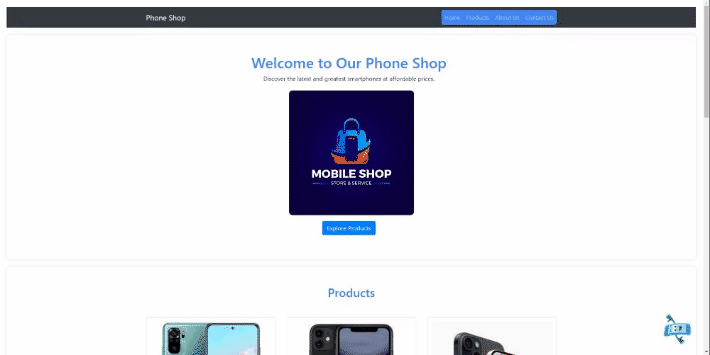 Phone Shop
Home Products About Us Contact Us
Welcome to Our Phone Shop
Discover the latest and greatest smartphones at affordable prices.
MOBILE SHOP
STORE & SERVICE
Explore Products
Products